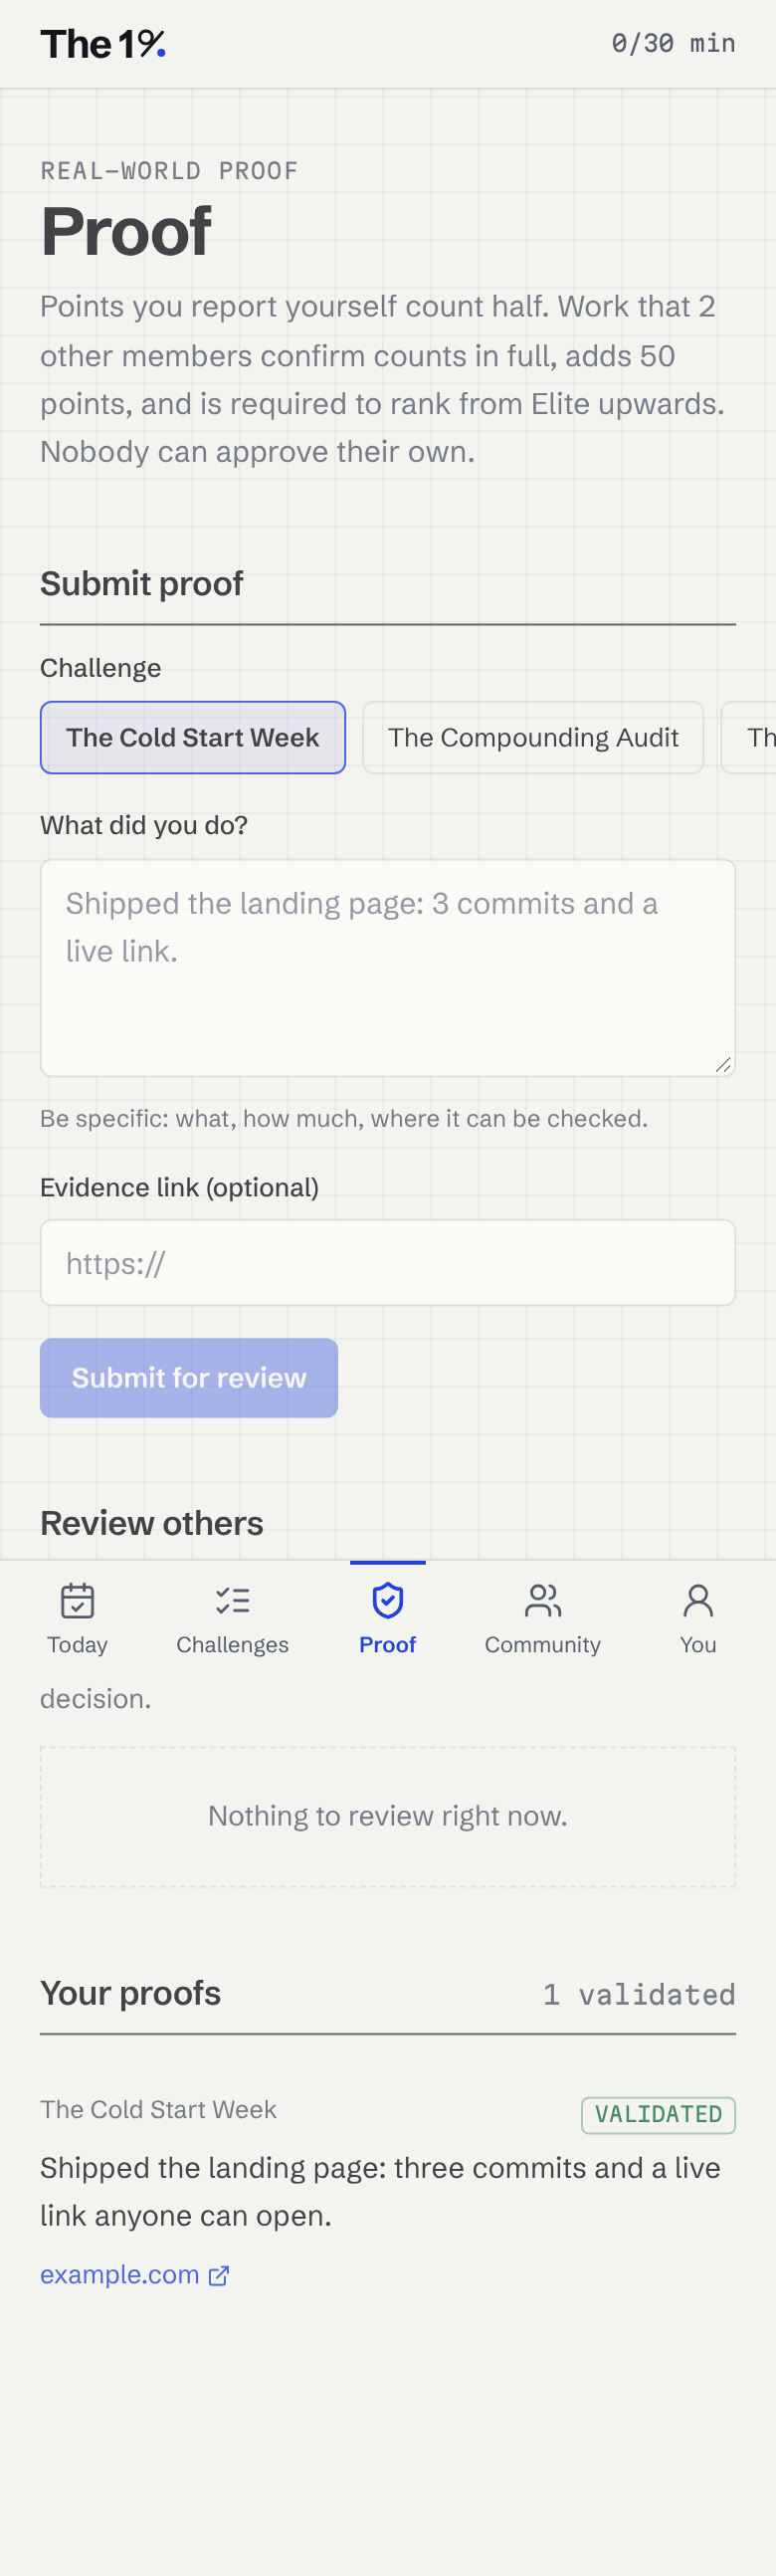 The 1%.
0/30 min
REAL-WORLD PROOF
Proof
Points you report yourself count half. Work that 2
other members confirm counts in full, adds 50
points, and is required to rank from Elite upwards.
Nobody can approve their own.
Submit proof
Challenge
The Cold Start Week
The Compounding Audit
Th
What did you do?
Shipped the landing page: 3 commits and a
live link.
Be specific: what, how much, where it can be checked.
Evidence link (optional)
https://
Submit for review
Review others
Today
Challenges
Proof
Community
You
decision.
Nothing to review right now.
Your proofs
1 validated
The Cold Start Week
VALIDATED
Shipped the landing page: three commits and a live
link anyone can open.
example.com